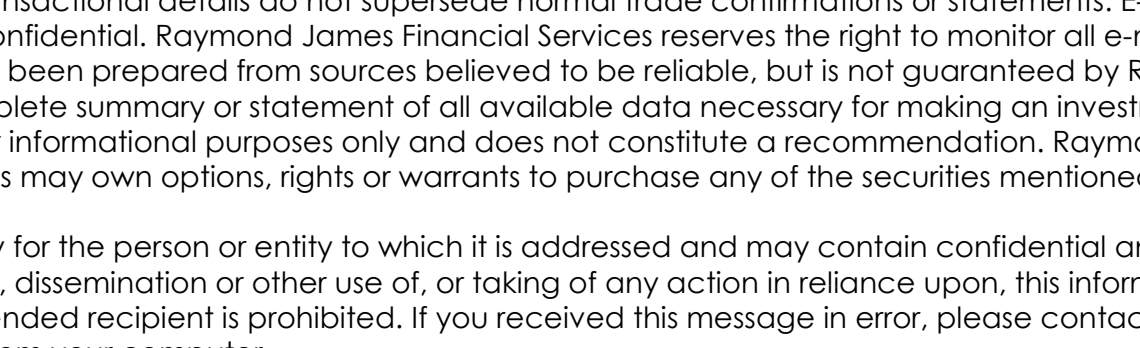 nsactional details do not supersede normal trade confirmations or statements. E-
onfidential. Raymond James Financial Services reserves the right to monitor all e-
been prepared from sources believed to be reliable, but is not guaranteed by R
plete summary or statement of all available data necessary for making an invest
informational purposes only and does not constitute a recommendation. Raymo
s may own options, rights or warrants to purchase any of the securities mentioned
for the person or entity to which it is addressed and may contain confidential
, dissemination or other use of, or taking of any action in reliance upon, this inform
ended recipient is prohibited. If you received this message in error, please contac
your computer